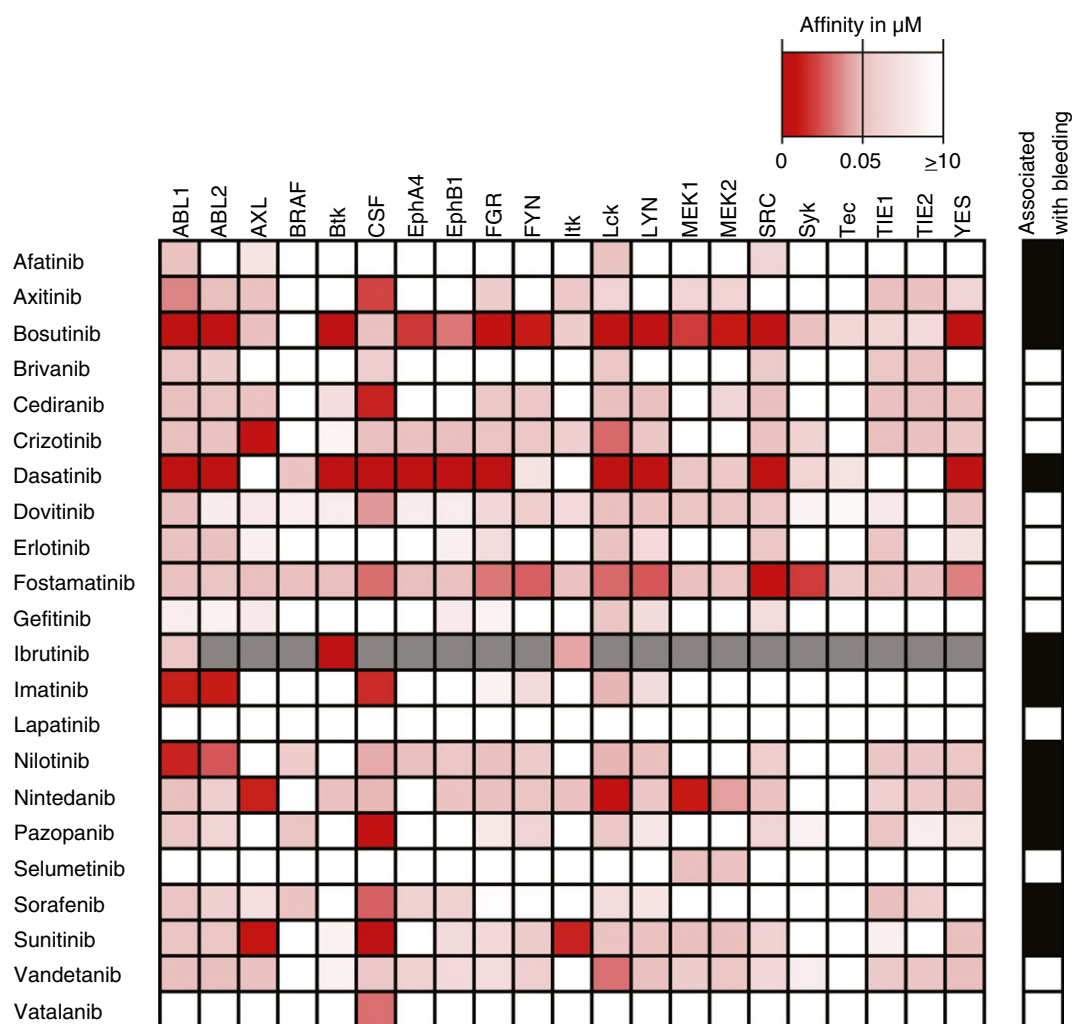 Affinity in µM
0 0.05 ≥10
Associated
with bleeding
ABL1 ABL2 AXL BRAF Btk CSF EphA4 EphB1 FGR FYN Itk Lck LYN MEK1 MEK2 SRC Syk Tec TIE1 TIE2 YES
Afatinib
Axitinib
Bosutinib
Brivanib
Cediranib
Crizotinib
Dasatinib
Dovitinib
Erlotinib
Fostamatinib
Gefitinib
Ibrutinib
Imatinib
Lapatinib
Nilotinib
Nintedanib
Pazopanib
Selumetinib
Sorafenib
Sunitinib
Vandetanib
Vatalanib